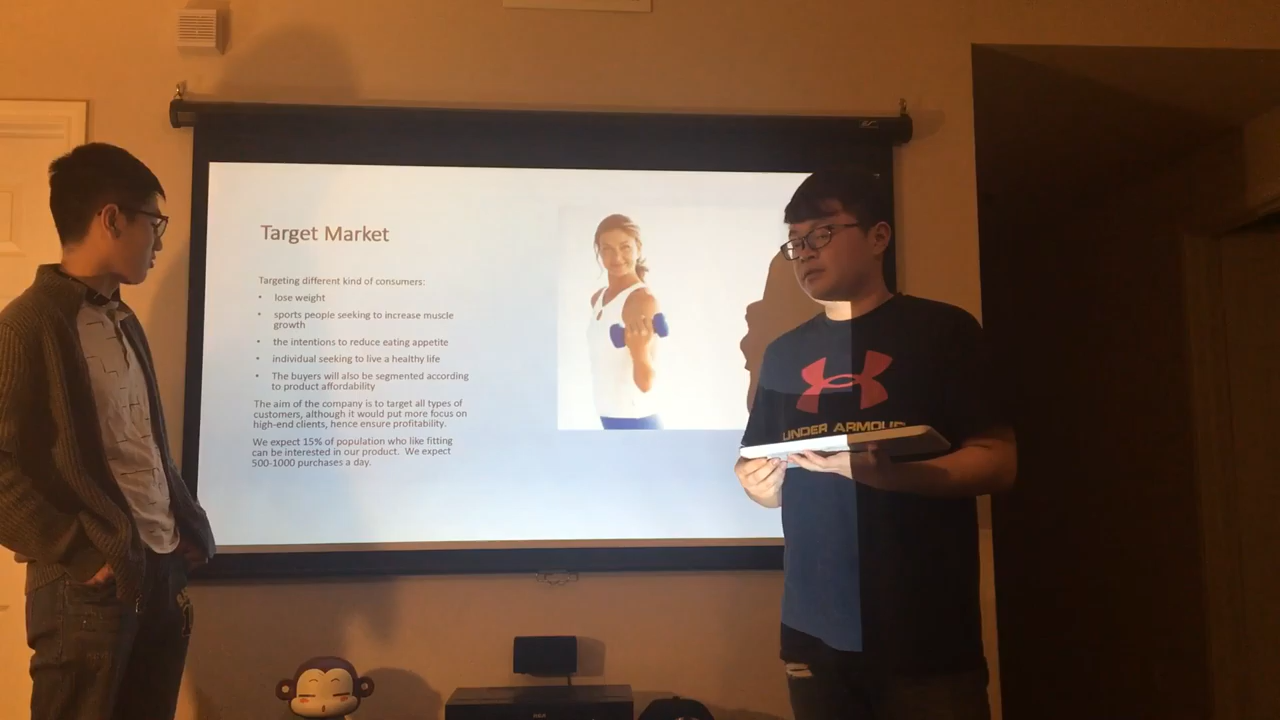 Target Market
Targeting different kind of consumers:
• lose weight
• sports people seeking to increase muscle
growth
• the intentions to reduce eating appetite
• individual seeking to live a healthy life
• The buyers will also be segmented according
to product affordability
The aim of the company is to target all types of
customers, although it would put more focus on
high-end clients, hence ensure profitability.
We expect 15% of population who like fitting
can be interested in our product. We expect
500-1000 purchases a day.
UNDER ARMOUR
RCA